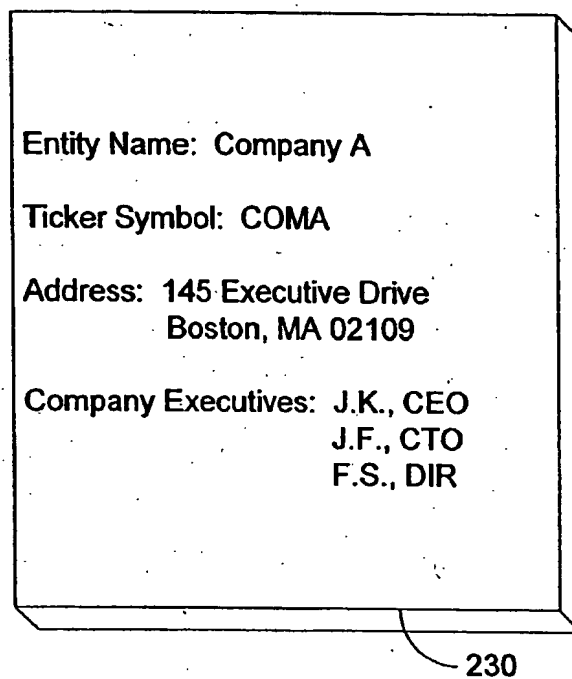 Entity Name: Company A
Ticker Symbol: COMA
Address: 145 Executive Drive
Boston, MA 02109
Company Executives: J.K., CEO
J.F., CTO
F.S., DIR
230